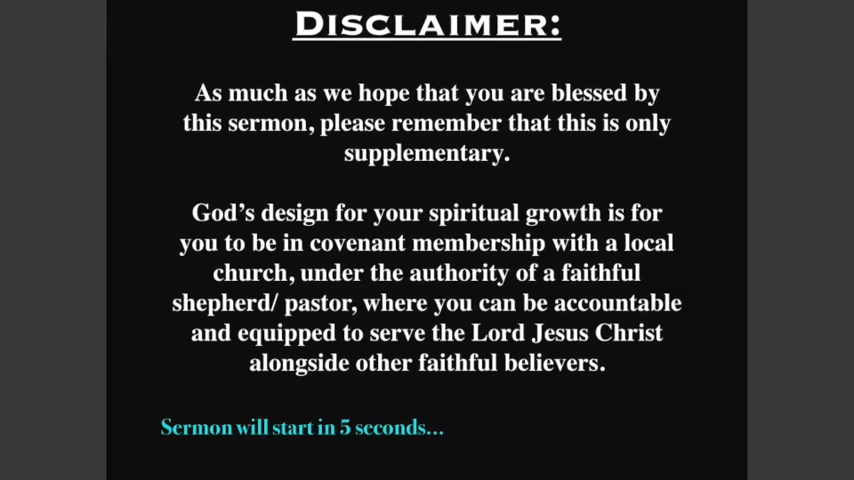 DISCLAIMER:
As much as we hope that you are blessed by
this sermon, please remember that this is only
supplementary.
God’s design for your spiritual growth is for
you to be in covenant membership with a local
church, under the authority of a faithful
shepherd/ pastor, where you can be accountable
and equipped to serve the Lord Jesus Christ
alongside other faithful believers.
Sermon will start in 5 seconds...